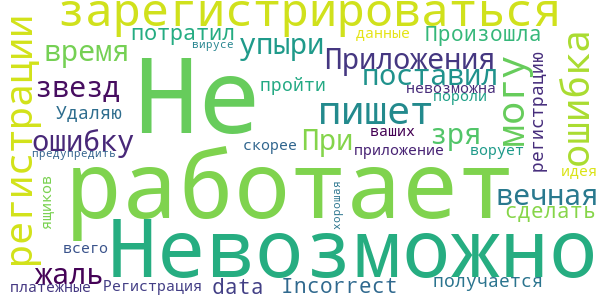 зарегистрироваться
потратил
Произошла
данные
вирусе
время
упыри
Приложения
поставил
невозможна
звезд
пройти
пороли
Не
могу
ошибка
регистрации
регистрацию
Удаляю
пишет
ошибку
скорее
При
ваших
зря
предупредить
приложение
ворует
идея
работает
хорошая
вечная
ящиков
сделать
Невозможно
всего
жаль
платежные
Регистрация
data
Incorrect
получается